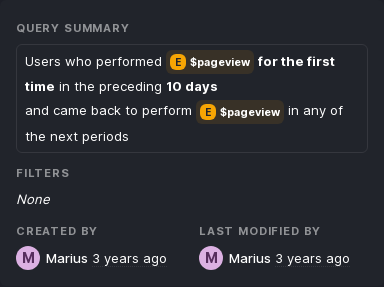 QUERY SUMMARY
Users who performed E $pageview for the first
time in the preceding 10 days
and came back to perform E $pageview in any of
the next periods
FILTERS
None
CREATED BY LAST MODIFIED BY
M Marius 3 years ago M Marius 3 years ago